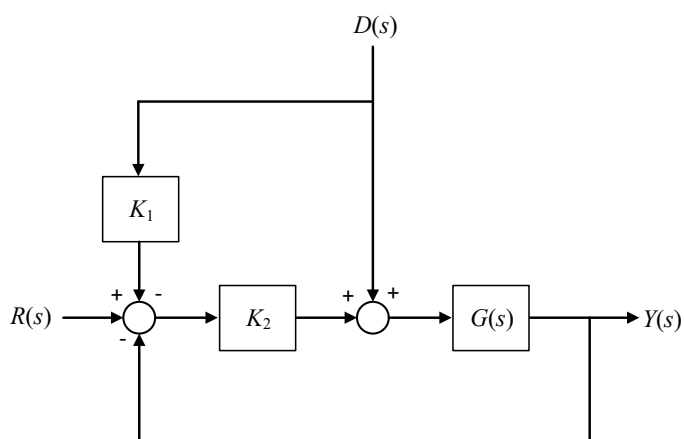 D(s)
K1
+ -
+ +
R(s)
K2
G(s)
Y(s)
-